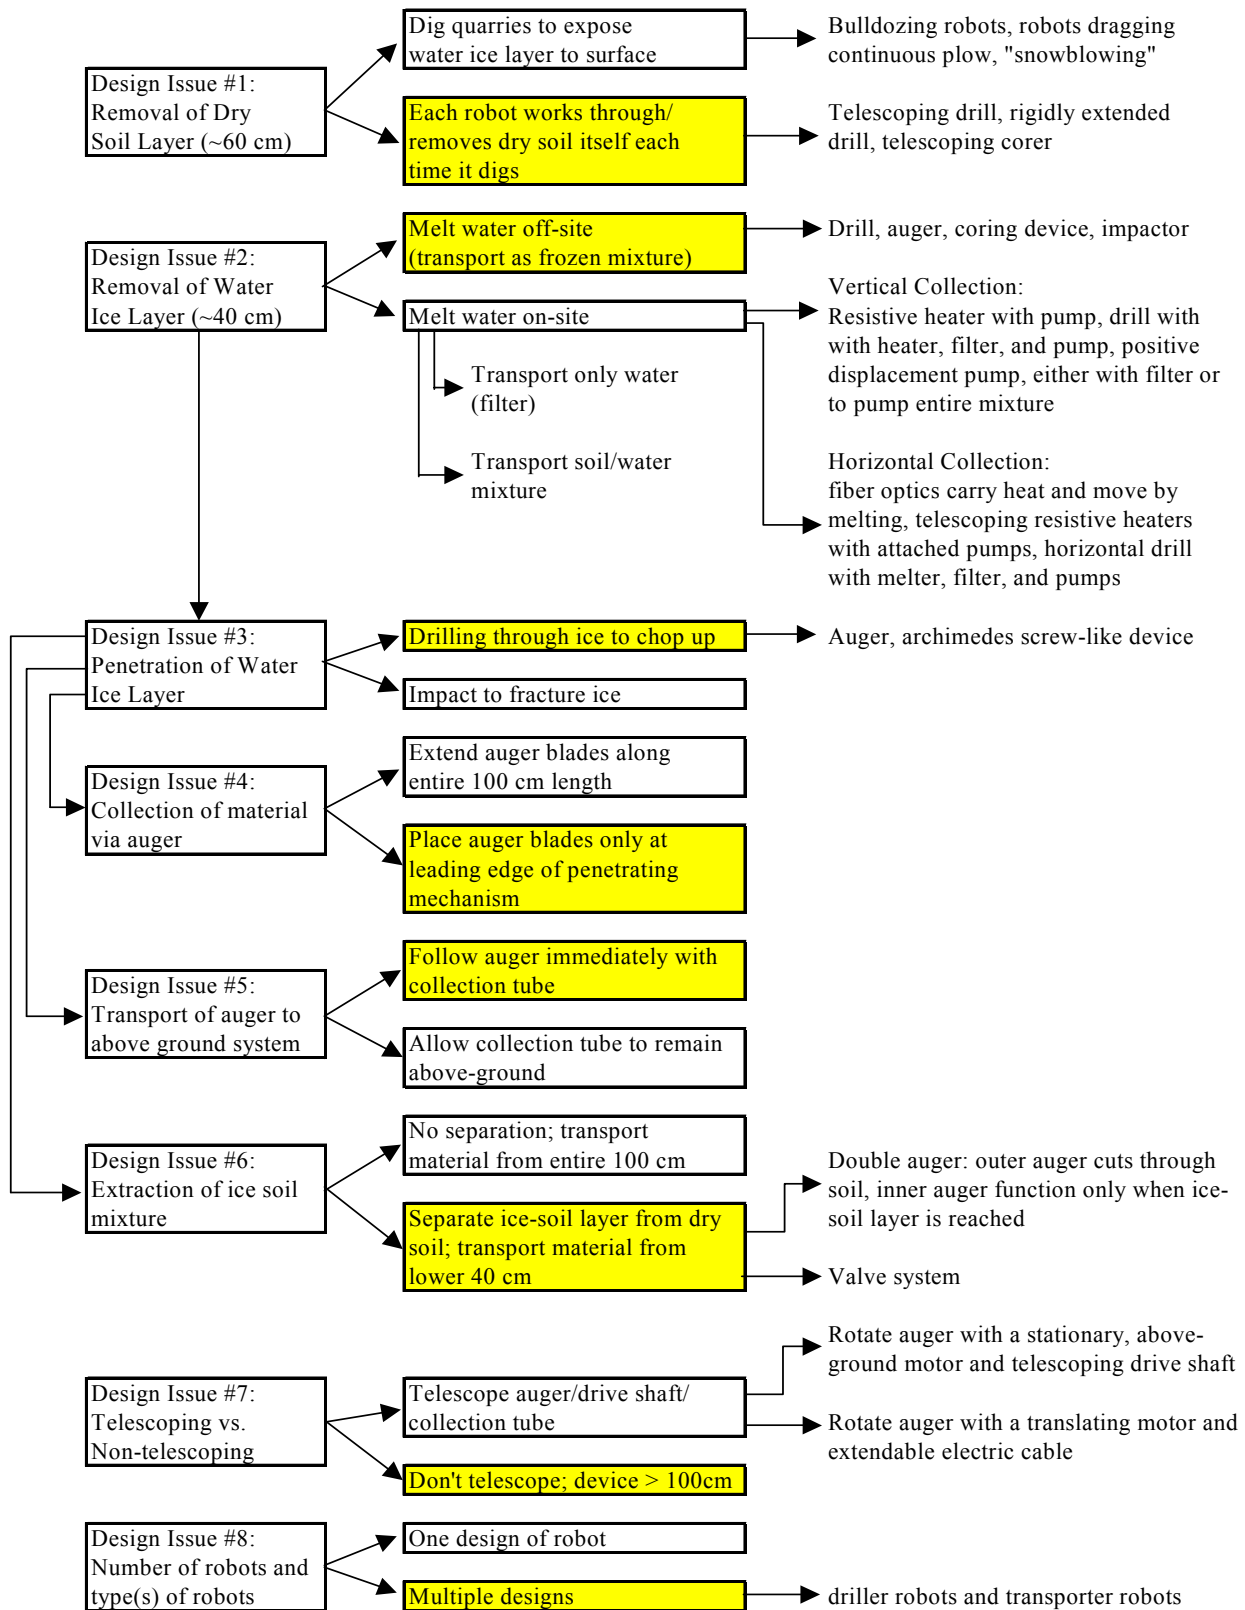 Dig quarries to expose
water ice layer to surface
Bulldozing robots, robots dragging
continuous plow, "snowblowing"
Design Issue #1:
Removal of Dry
Soil Layer (~60 cm)
Each robot works through/
removes dry soil itself each
time it digs
Telescoping drill, rigidly extended
drill, telescoping corer
Design Issue #2:
Removal of Water
Ice Layer (~40 cm)
Melt water off-site
(transport as frozen mixture)
Drill, auger, coring device, impactor
Melt water on-site
Transport only water
(filter)
Transport soil/water
mixture
Vertical Collection:
Resistive heater with pump, drill with
with heater, filter, and pump, positive
displacement pump, either with filter or
to pump entire mixture
Horizontal Collection:
fiber optics carry heat and move by
melting, telescoping resistive heaters
with attached pumps, horizontal drill
with melter, filter, and pumps
Design Issue #3:
Penetration of Water
Ice Layer
Drilling through ice to chop up
Auger, archimedes screw-like device
Impact to fracture ice
Design Issue #4:
Collection of material
via auger
Extend auger blades along
entire 100 cm length
Place auger blades only at
leading edge of penetrating
mechanism
Design Issue #5:
Transport of auger to
above ground system
Follow auger immediately with
collection tube
Allow collection tube to remain
above-ground
Design Issue #6:
Extraction of ice soil
mixture
No separation; transport
material from entire 100 cm
Separate ice-soil layer from dry
soil; transport material from
lower 40 cm
Double auger: outer auger cuts through
soil, inner auger function only when ice-
soil layer is reached
Valve system
Design Issue #7:
Telescoping vs.
Non-telescoping
Telescope auger/drive shaft/
collection tube
Rotate auger with a stationary, above-
ground motor and telescoping drive shaft
Rotate auger with a translating motor and
extendable electric cable
Don't telescope; device > 100cm
Design Issue #8:
Number of robots and
type(s) of robots
One design of robot
Multiple designs
driller robots and transporter robots